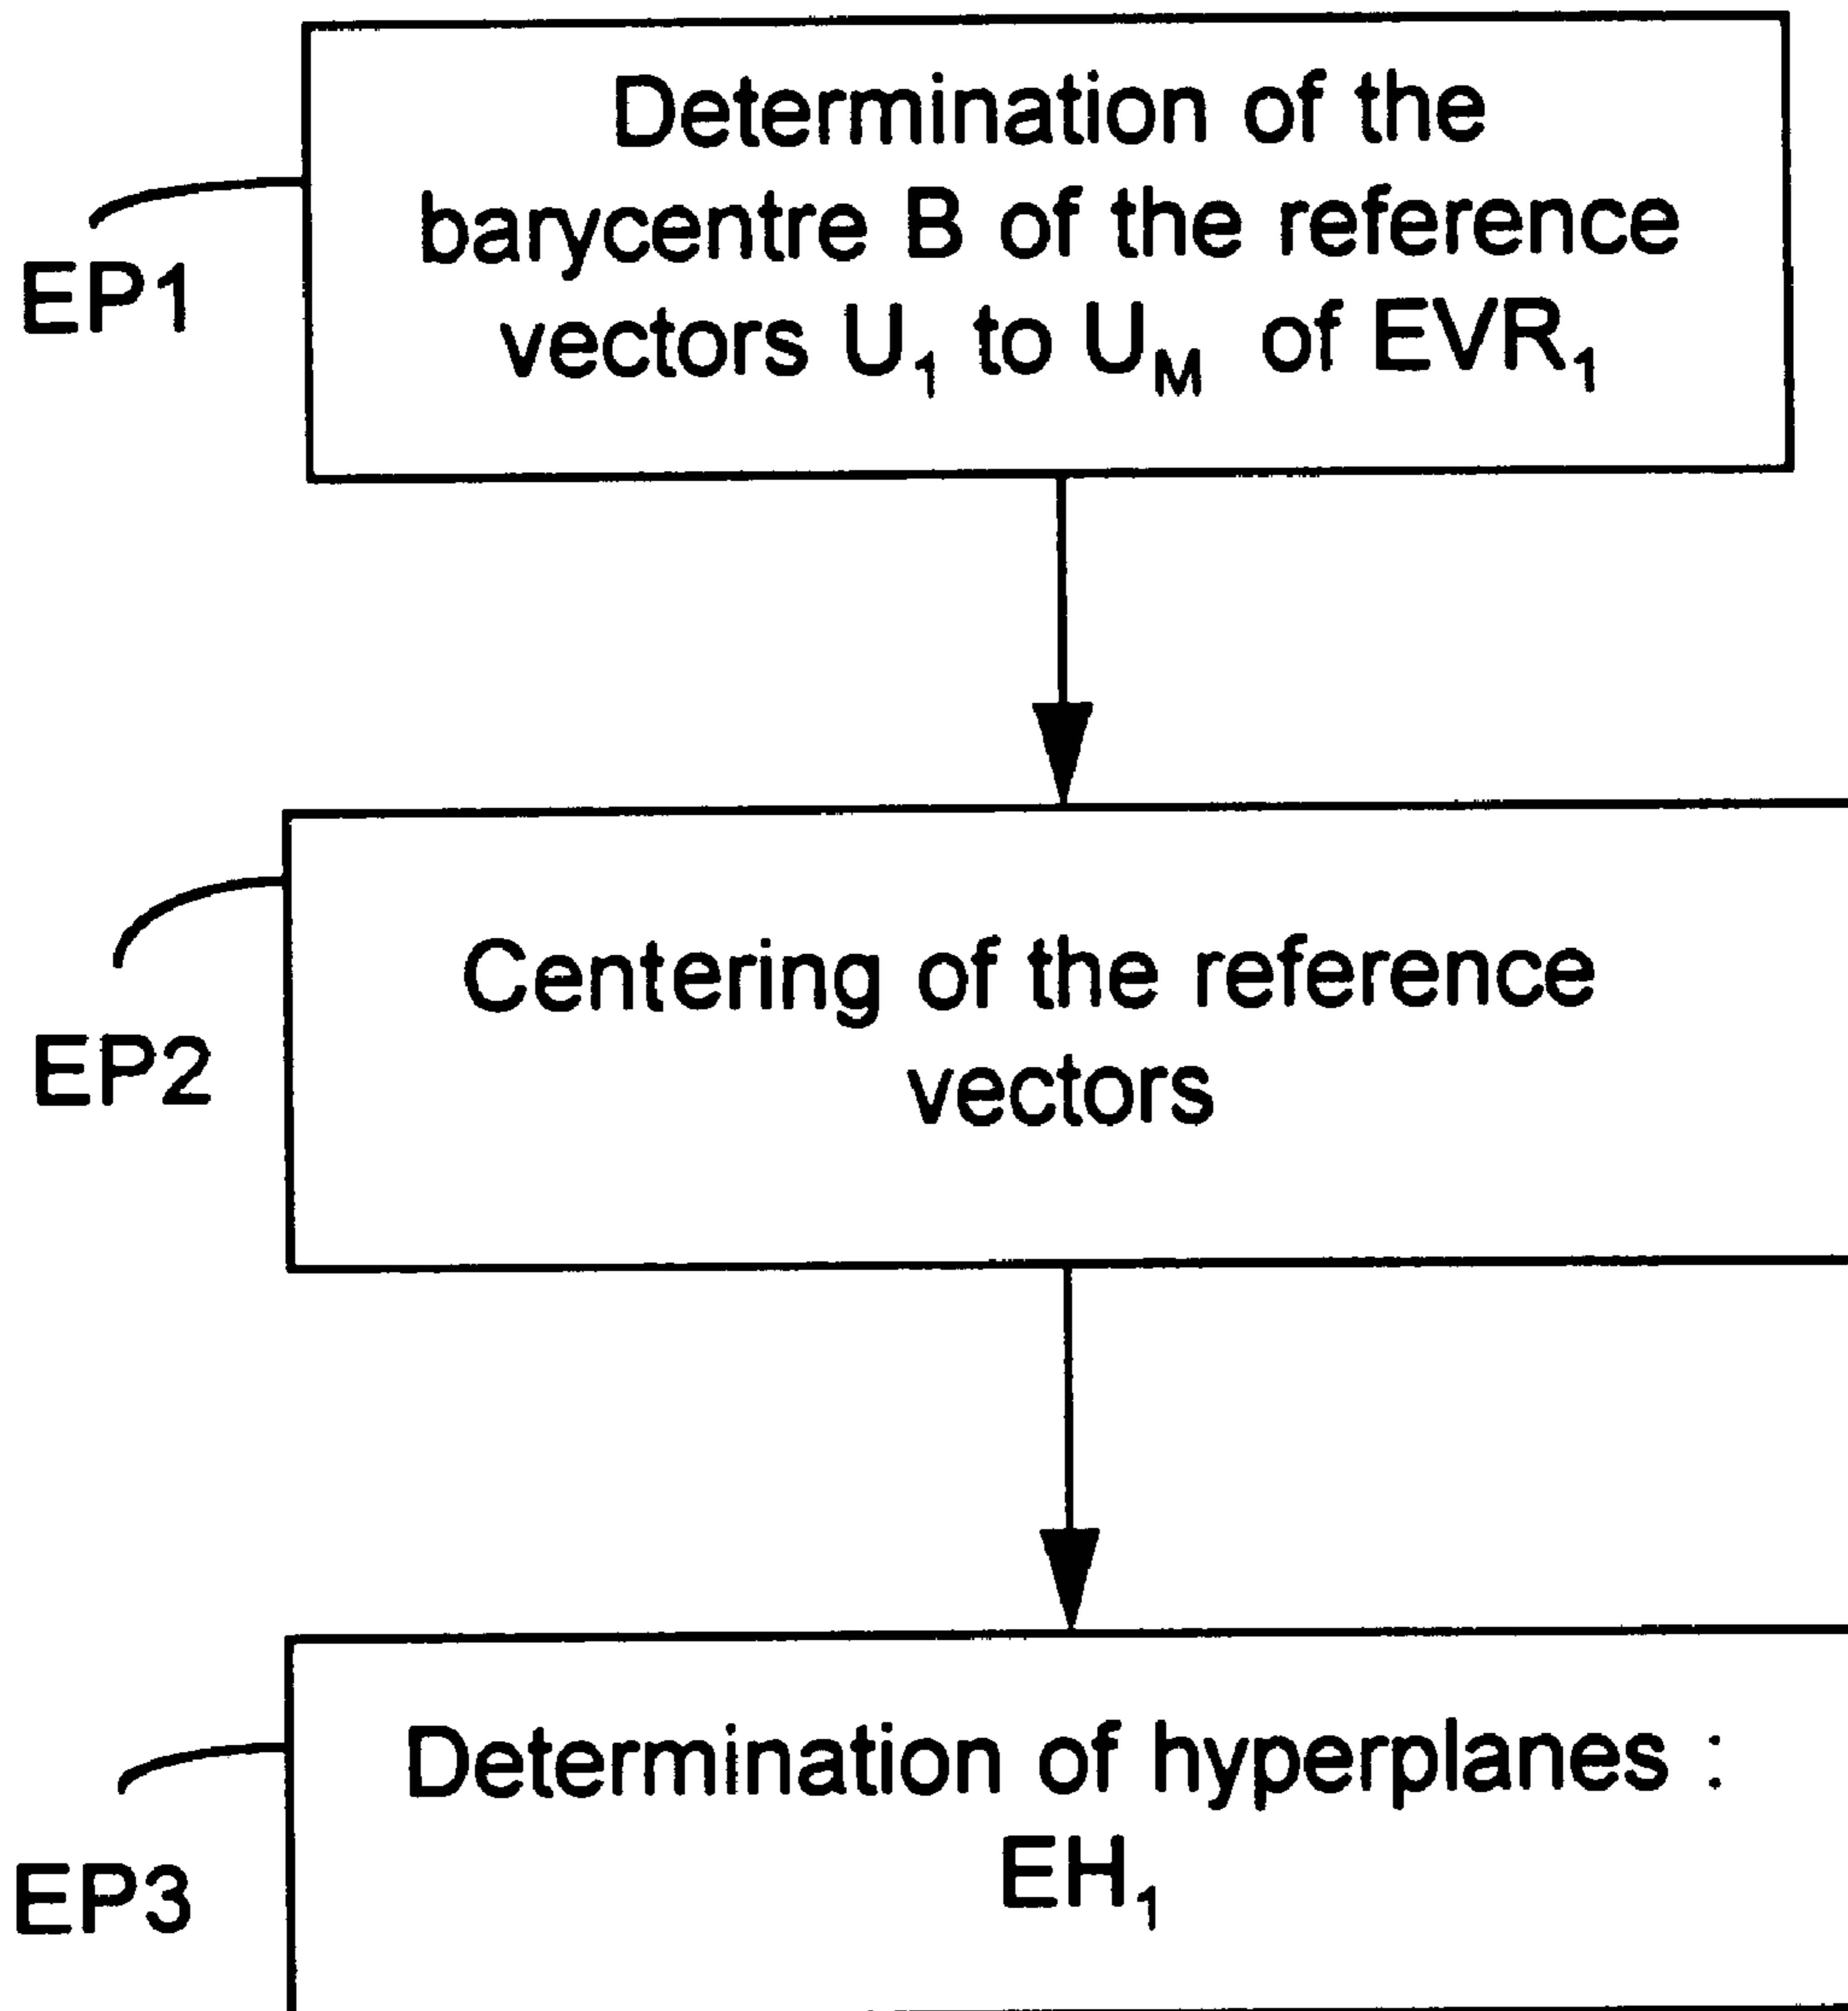 Determination of the
barycentre B of the reference
vectors U₁ to U_M of EVR₁
EP1
Centering of the reference
vectors
EP2
Determination of hyperplanes :
EH₁
EP3